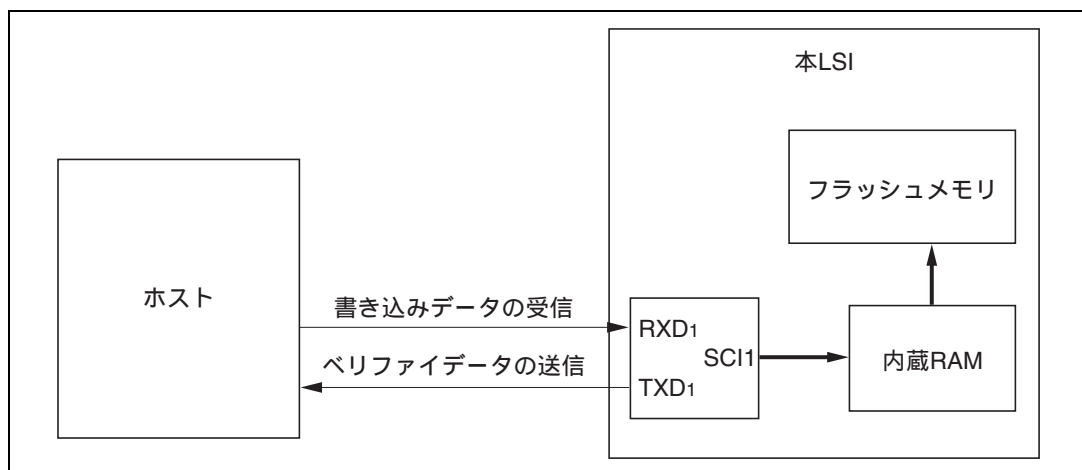 本LSI
フラッシュメモリ
ホスト
書き込みデータの受信
RXD1
SCI1
内蔵RAM
ベリファイデータの送信
TXD1